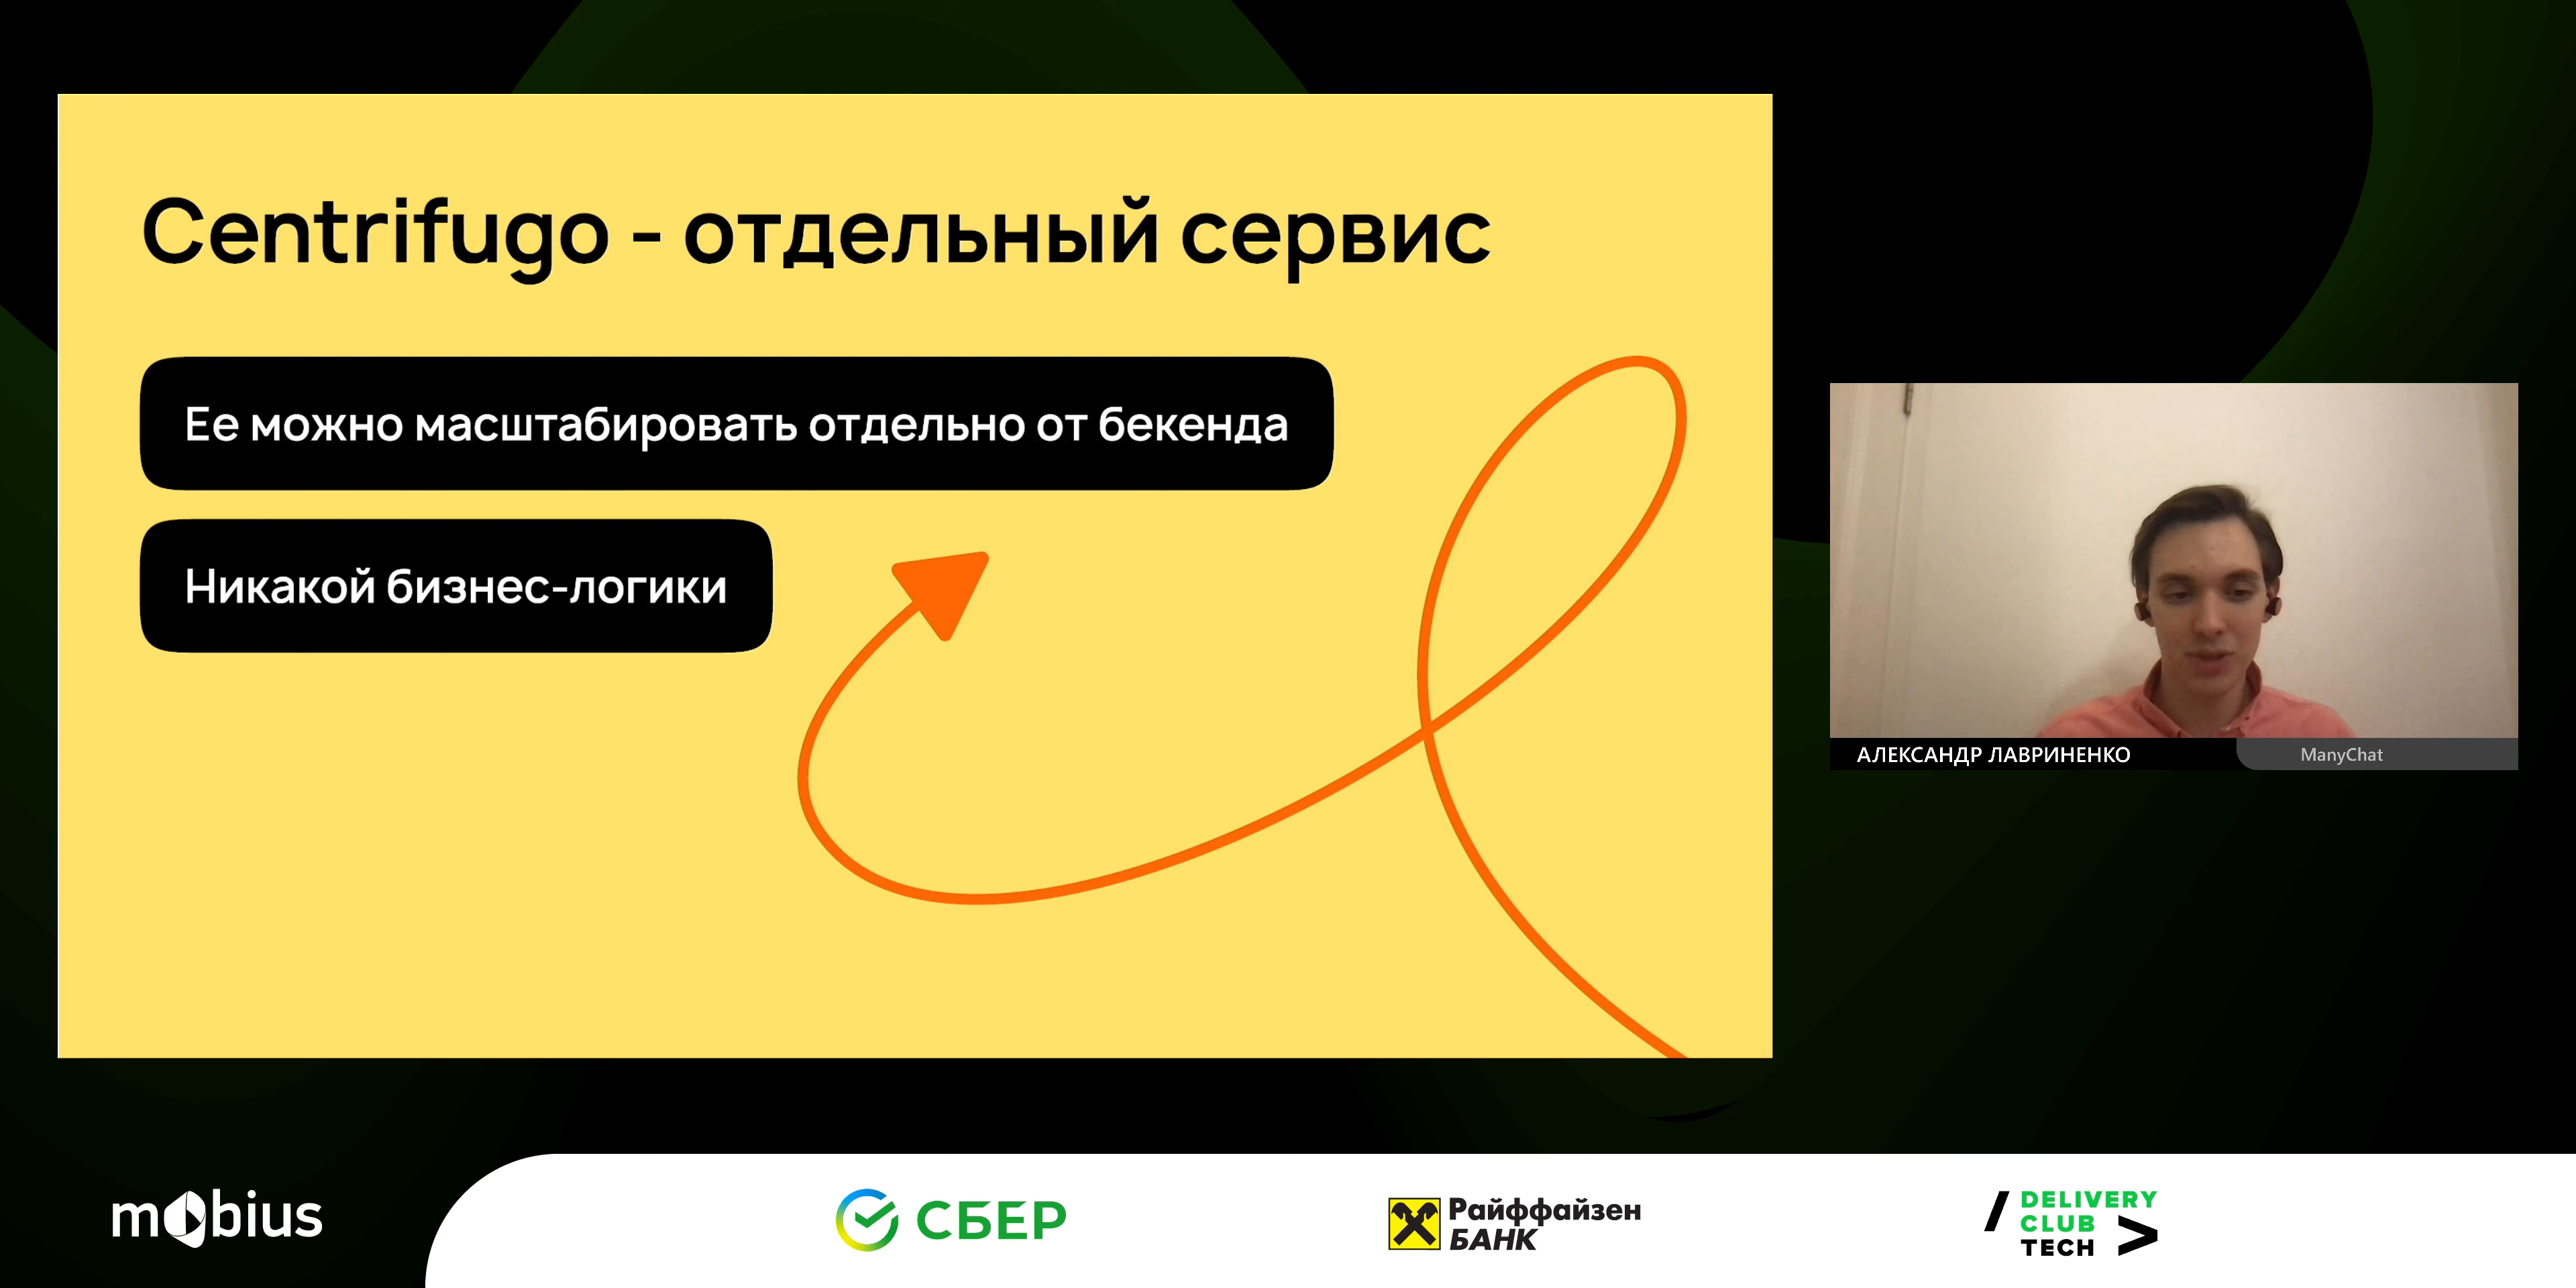 Centrifugo - отдельный сервис
Ее можно масштабировать отдельно от бекенда
Никакой бизнес-логики
АЛЕКСАНДР ЛАВРИНЕНКО
ManyChat
mobius
СБЕР
Райффайзен
БАНК
DELIVERY
CLUB
TECH